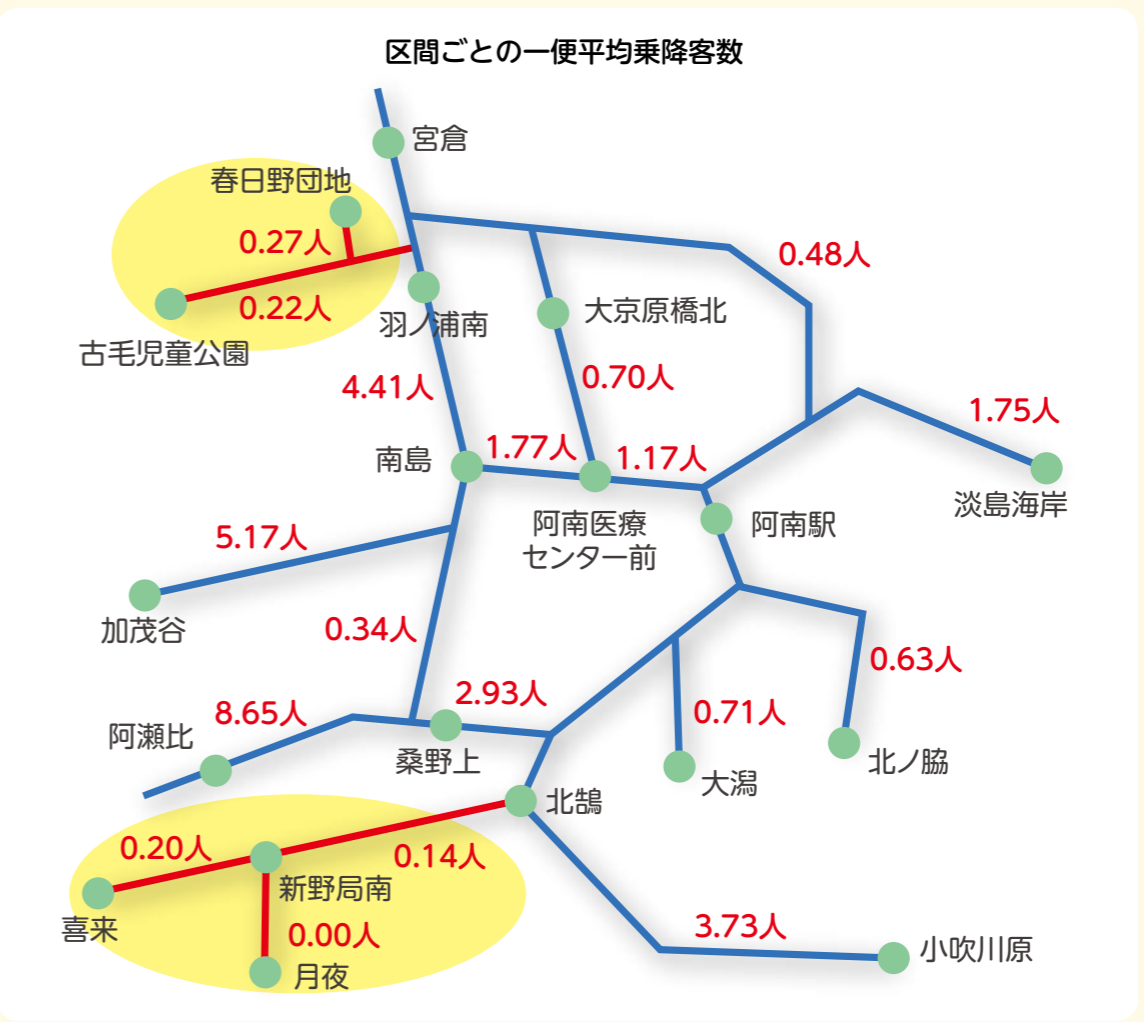 区間ごとの一便平均乗降客数
宮倉
春日野団地
0.27人
0.22人
古毛児童公園
羽ノ浦南
大京原橋北
0.48人
4.41人
0.70人
1.75人
南島
1.77人
1.17人
淡島海岸
阿南医療
センター前
阿南駅
5.17人
加茂谷
0.34人
0.63人
2.93人
8.65人
0.71人
阿瀬比
桑野上
北ノ脇
大潟
北鵠
0.20人
0.14人
新野局南
喜来
0.00人
月夜
3.73人
小吹川原